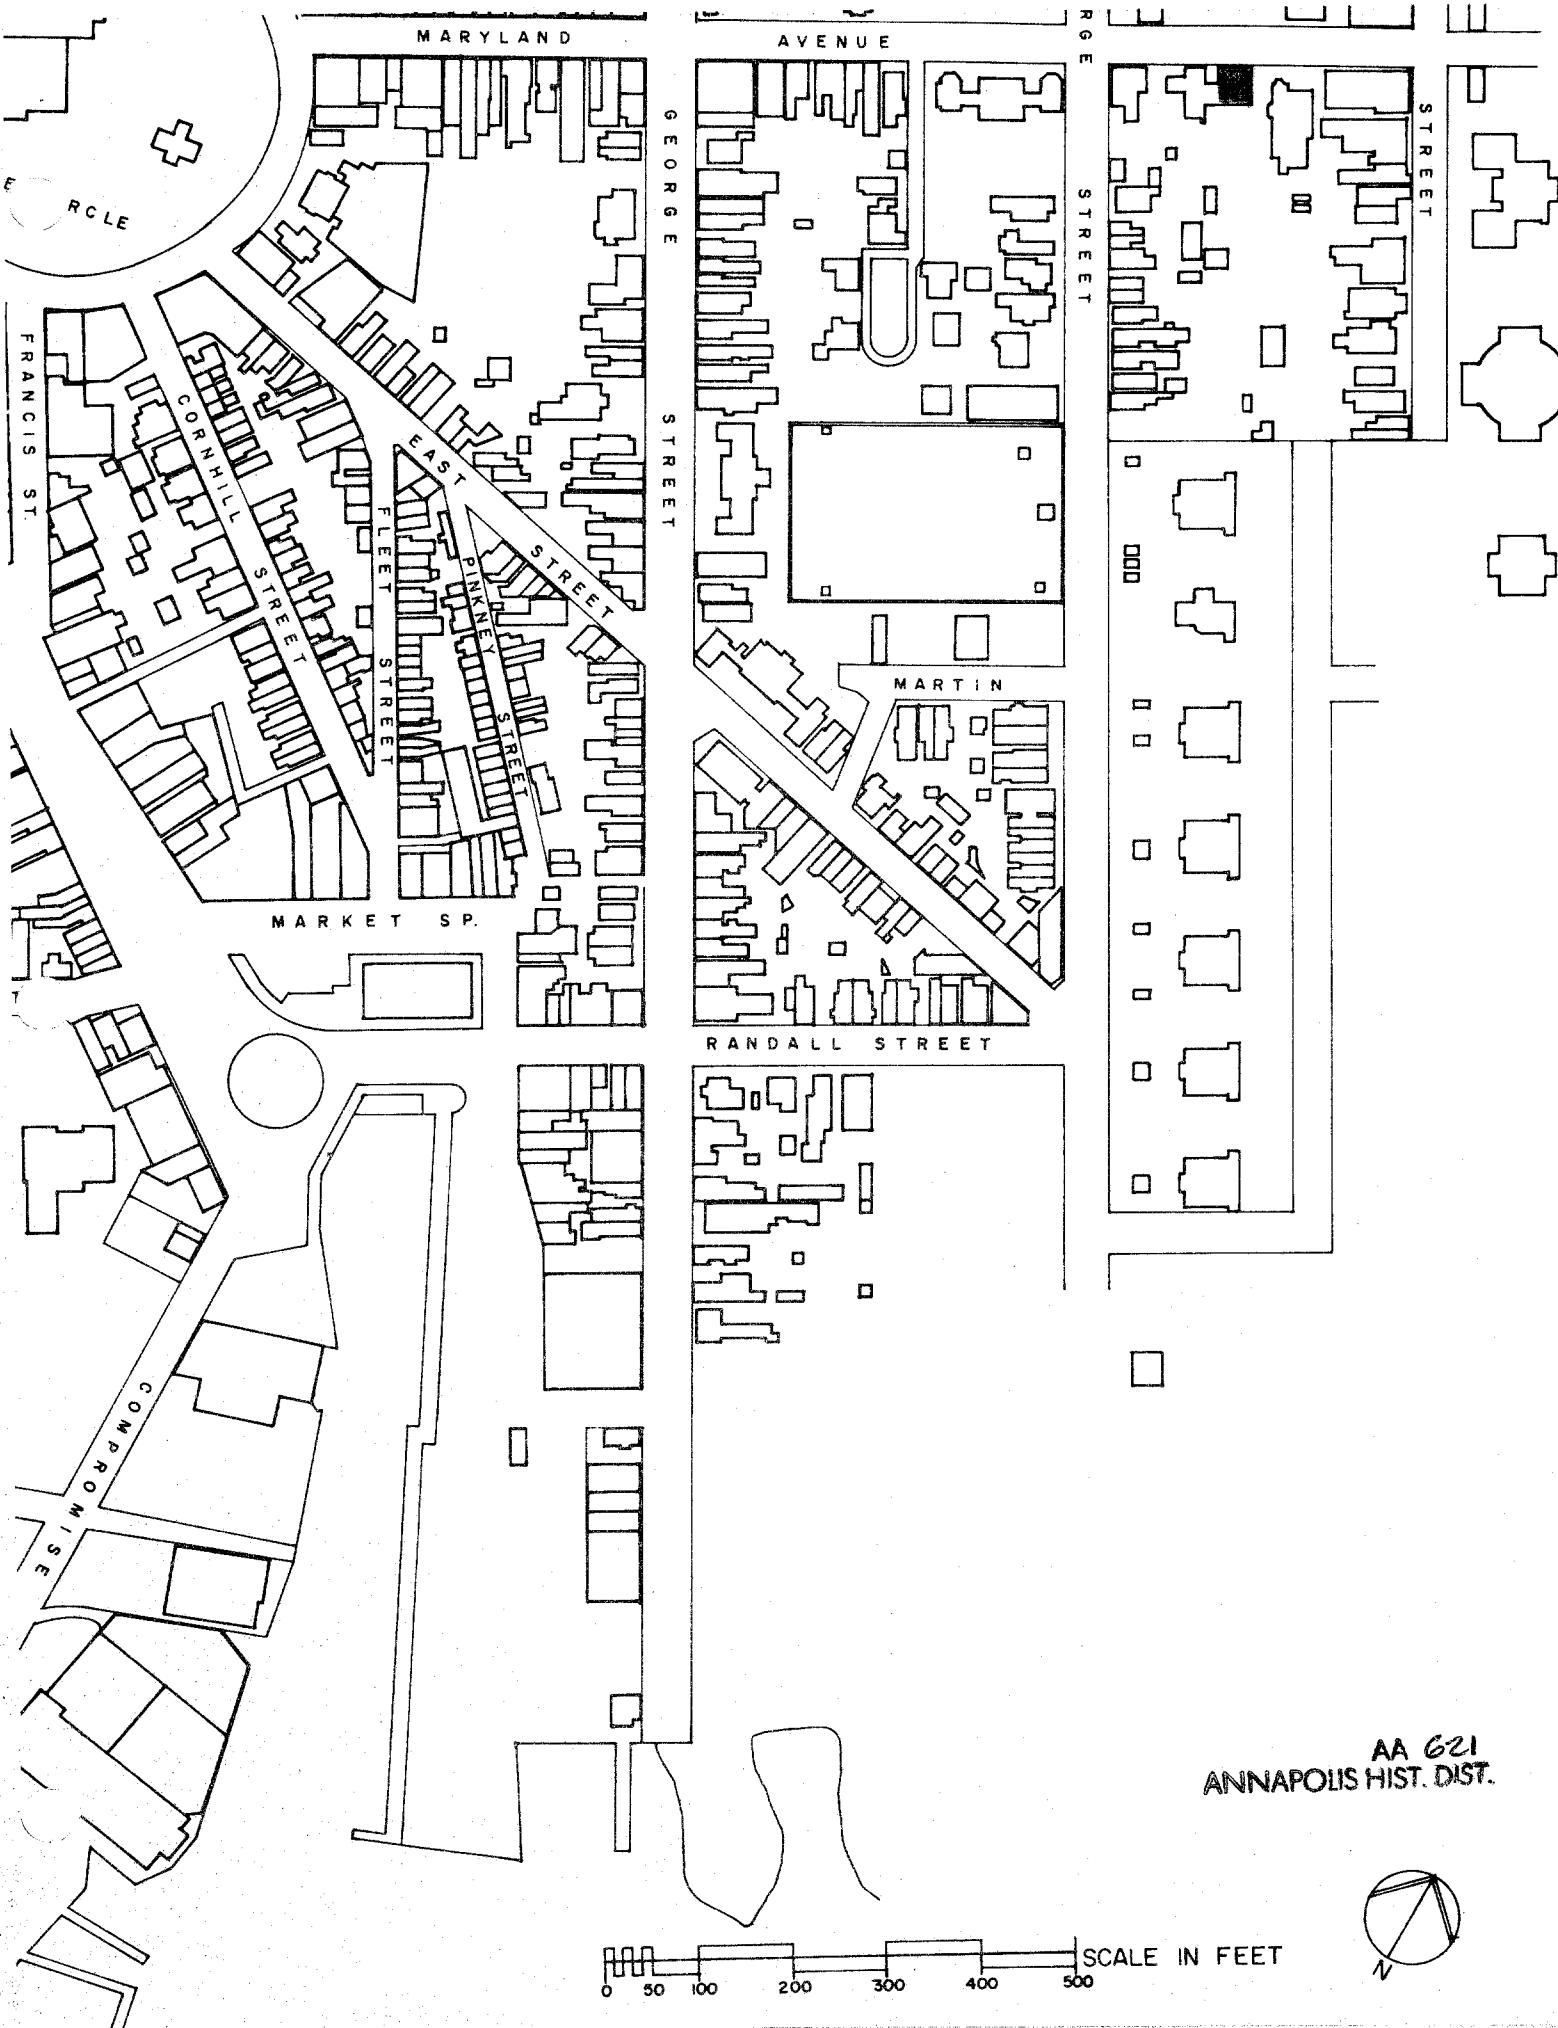 MARYLAND AVENUE
RGE
STREET
GEORGE
STREET
STREET
E
RCLE
FRANCIS ST.
CORNHILL
STREET
EAST
STREET
FLEET
STREET
PINKNEY
STREET
MARTIN
MARKET SP.
T
RANDALL STREET
COMPROMISE
AA 621
ANNAPOLIS HIST. DIST.
SCALE IN FEET
0 50 100 200 300 400 500
N